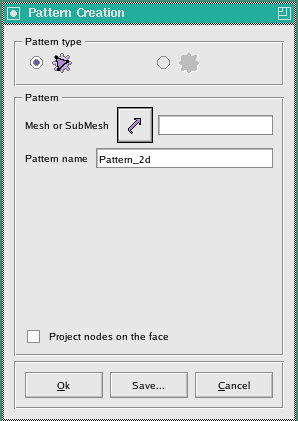 Pattern Creation
Pattern type
Pattern
Mesh or SubMesh
Pattern name Pattern_2d
Project nodes on the face
Ok Save... Cancel